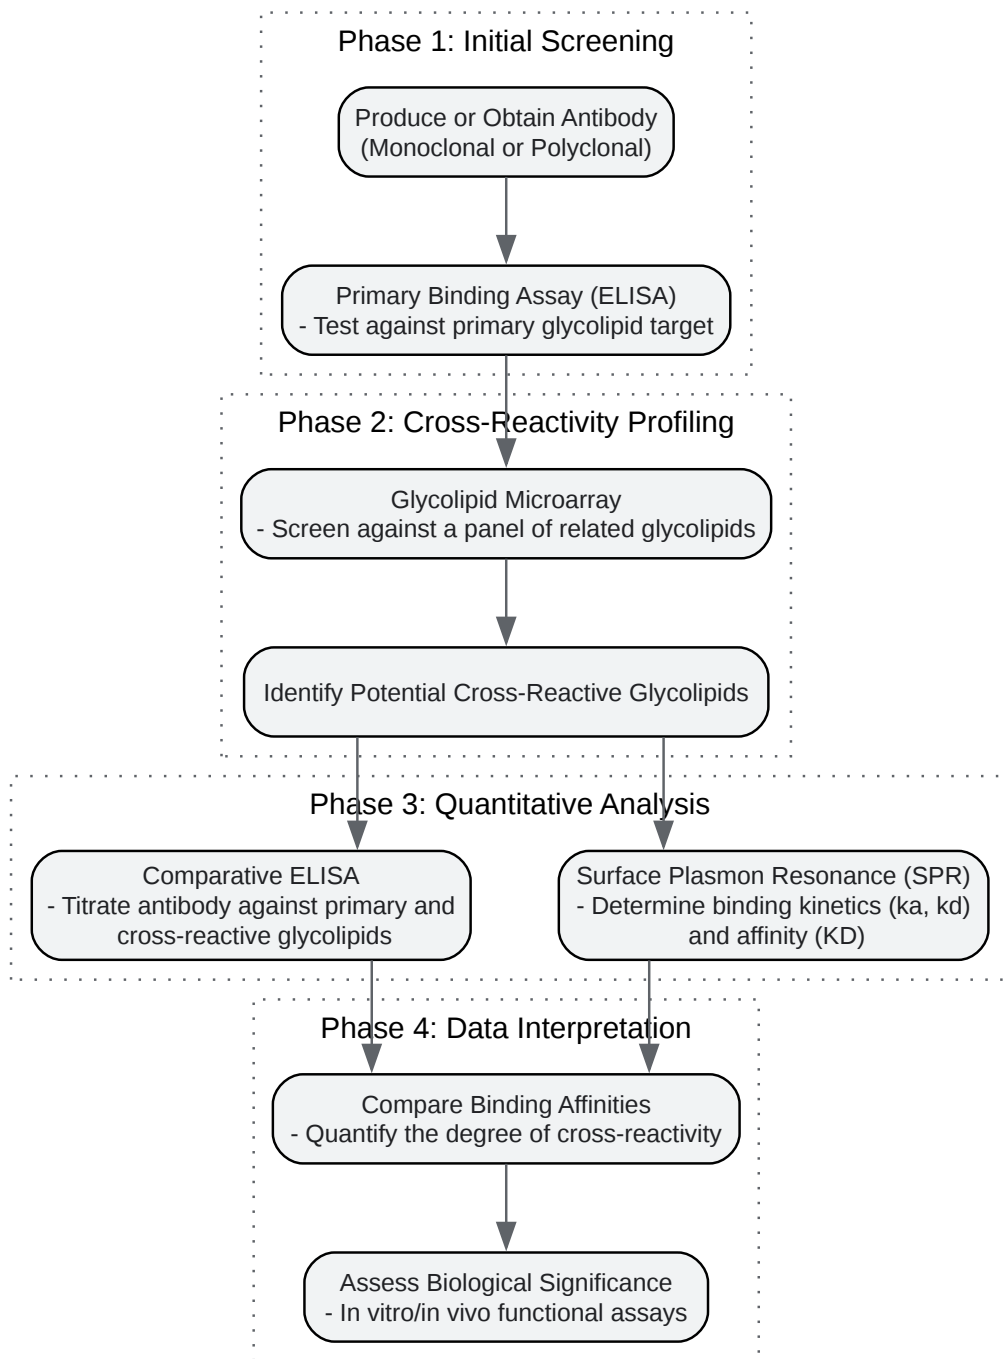 Phase 1: Initial Screening
Produce or Obtain Antibody
(Monoclonal or Polyclonal)
Primary Binding Assay (ELISA)
- Test against primary glycolipid target
Phase 2: Cross-Reactivity Profiling
Glycolipid Microarray
- Screen against a panel of related glycolipids
Identify Potential Cross-Reactive Glycolipids
Phase 3: Quantitative Analysis
Comparative ELISA
- Titrate antibody against primary and
cross-reactive glycolipids
Surface Plasmon Resonance (SPR)
- Determine binding kinetics (ka, kd)
and affinity (KD)
Phase 4: Data Interpretation
Compare Binding Affinities
- Quantify the degree of cross-reactivity
Assess Biological Significance
- In vitro/in vivo functional assays